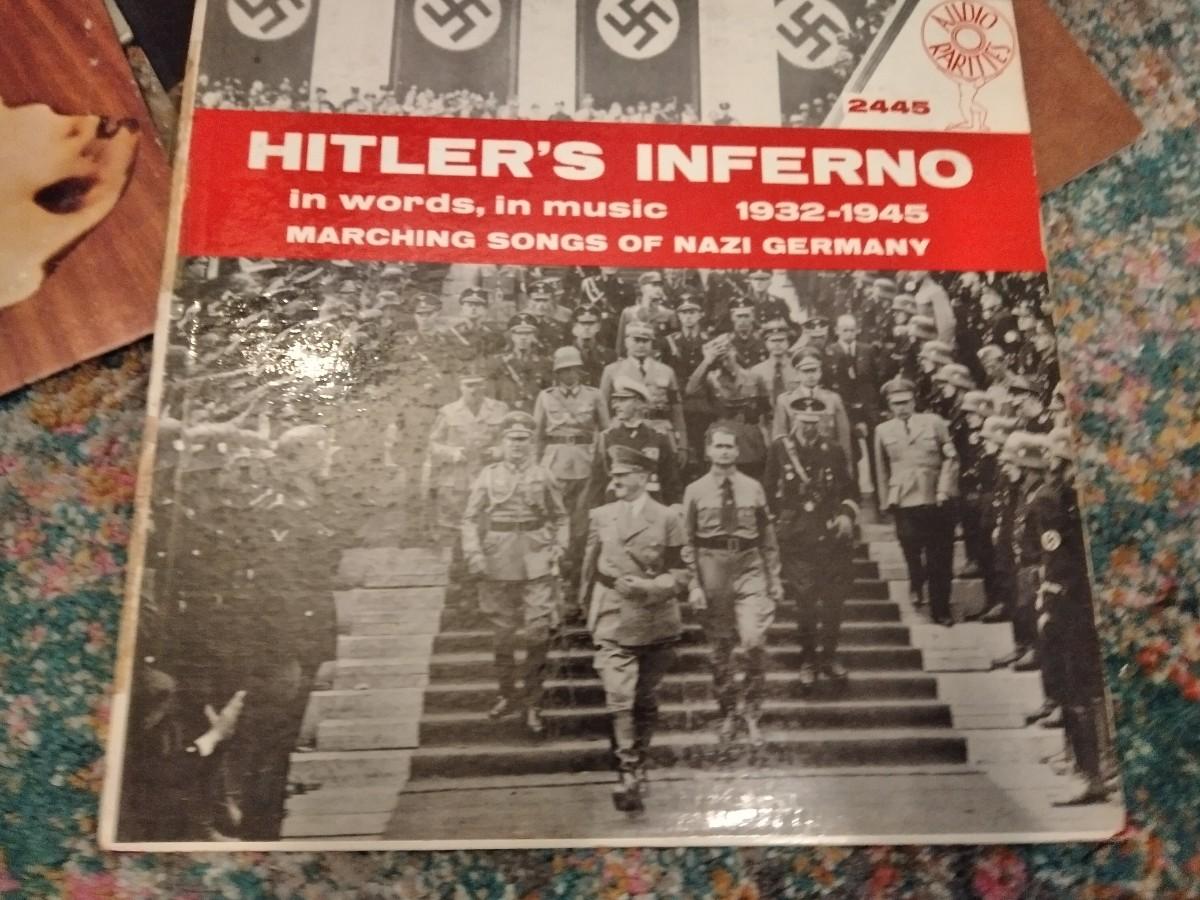 AUDIO
RARITIES
2445
HITLER'S INFERNO
in words, in music 1932-1945
MARCHING SONGS OF NAZI GERMANY